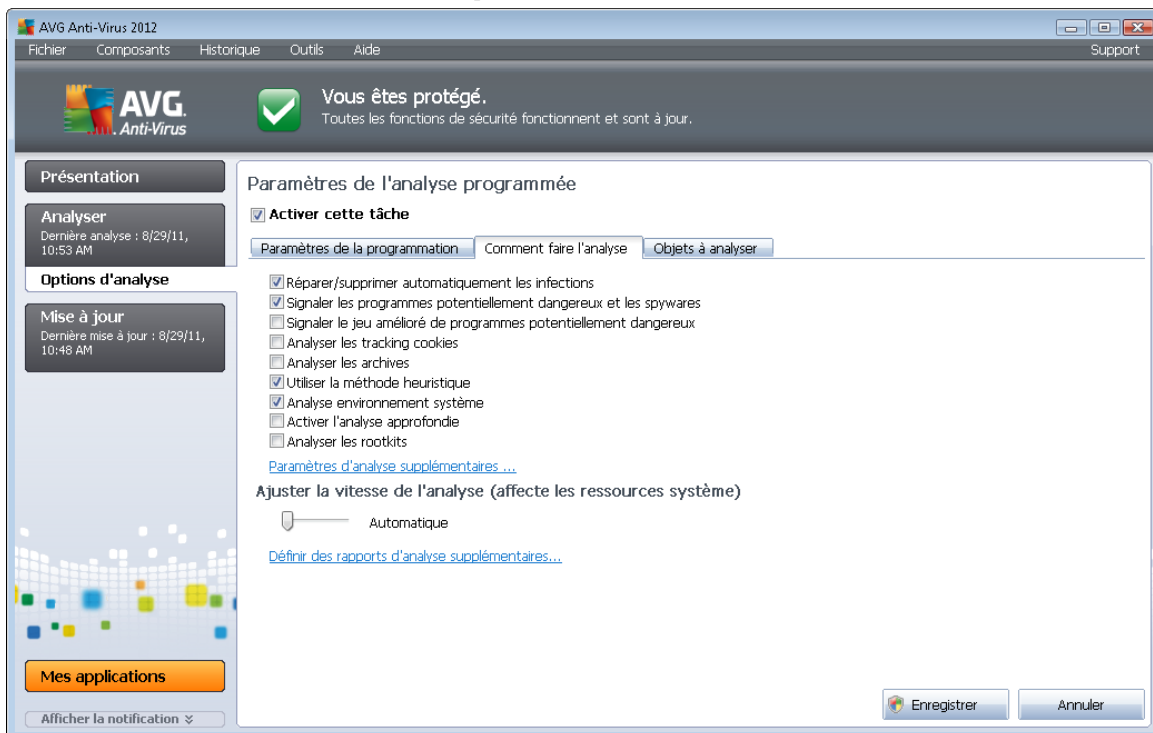 AVG Anti-Virus 2012
Fichier Composants Historique Outils Aide Support
AVG.
Anti-Virus
Vous êtes protégé.
Toutes les fonctions de sécurité fonctionnent et sont à jour.
Présentation
Analyser
Dernière analyse : 8/29/11,
10:53 AM
Options d'analyse
Mise à jour
Dernière mise à jour : 8/29/11,
10:48 AM
Mes applications
Afficher la notification
Paramètres de l'analyse programmée
Activer cette tâche
Paramètres de la programmation Comment faire l'analyse Objets à analyser
Réparer/supprimer automatiquement les infections
Signaler les programmes potentiellement dangereux et les spywares
Signaler le jeu amélioré de programmes potentiellement dangereux
Analyser les tracking cookies
Analyser les archives
Utiliser la méthode heuristique
Analyse environnement système
Activer l'analyse approfondie
Analyser les rootkits
Paramètres d'analyse supplémentaires ...
Ajuster la vitesse de l'analyse (affecte les ressources système)
Automatique
Définir des rapports d'analyse supplémentaires...
Enregistrer Annuler